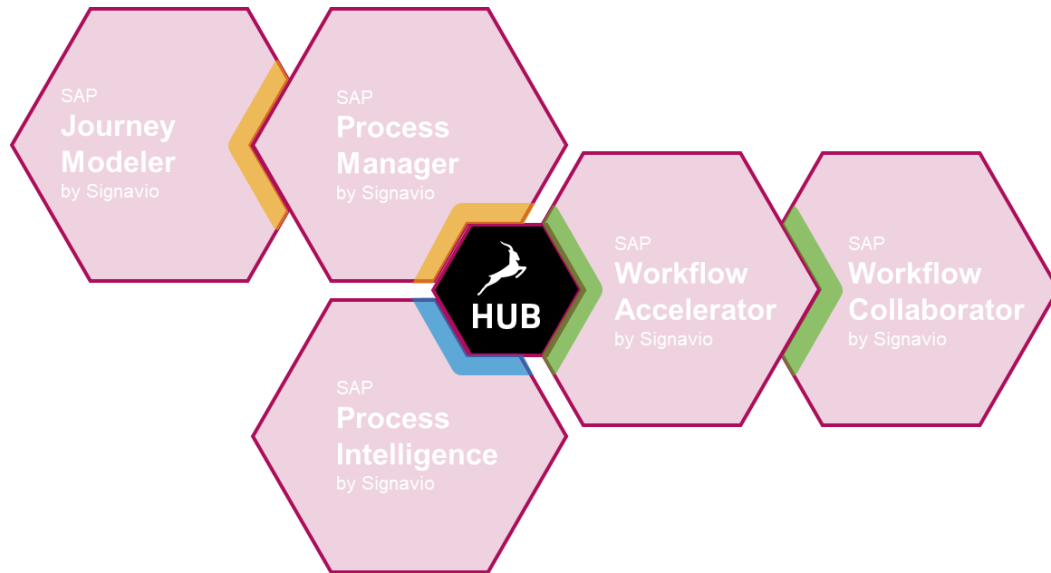 SAP
Journey
Modeler
by Signavio
SAP
Process
Manager
by Signavio
HUB
SAP
Workflow
Accelerator
by Signavio
SAP
Workflow
Collaborator
by Signavio
SAP
Process
Intelligence
by Signavio